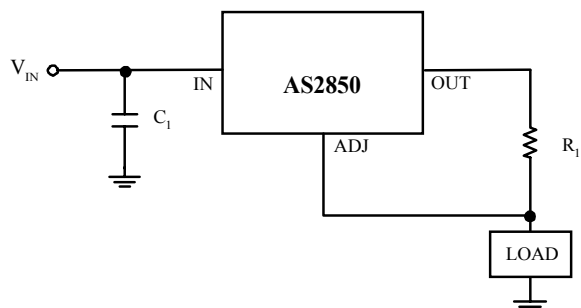 V_IN
IN
AS2850
OUT
C_1
ADJ
R_1
LOAD